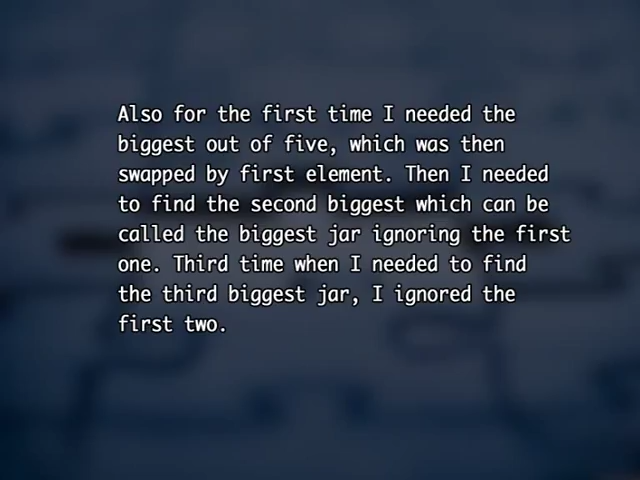 Also for the first time I needed the
biggest out of five, which was then
swapped by first element. Then I needed
to find the second biggest which can be
called the biggest jar ignoring the first
one. Third time when I needed to find
the third biggest jar, I ignored the
first two.